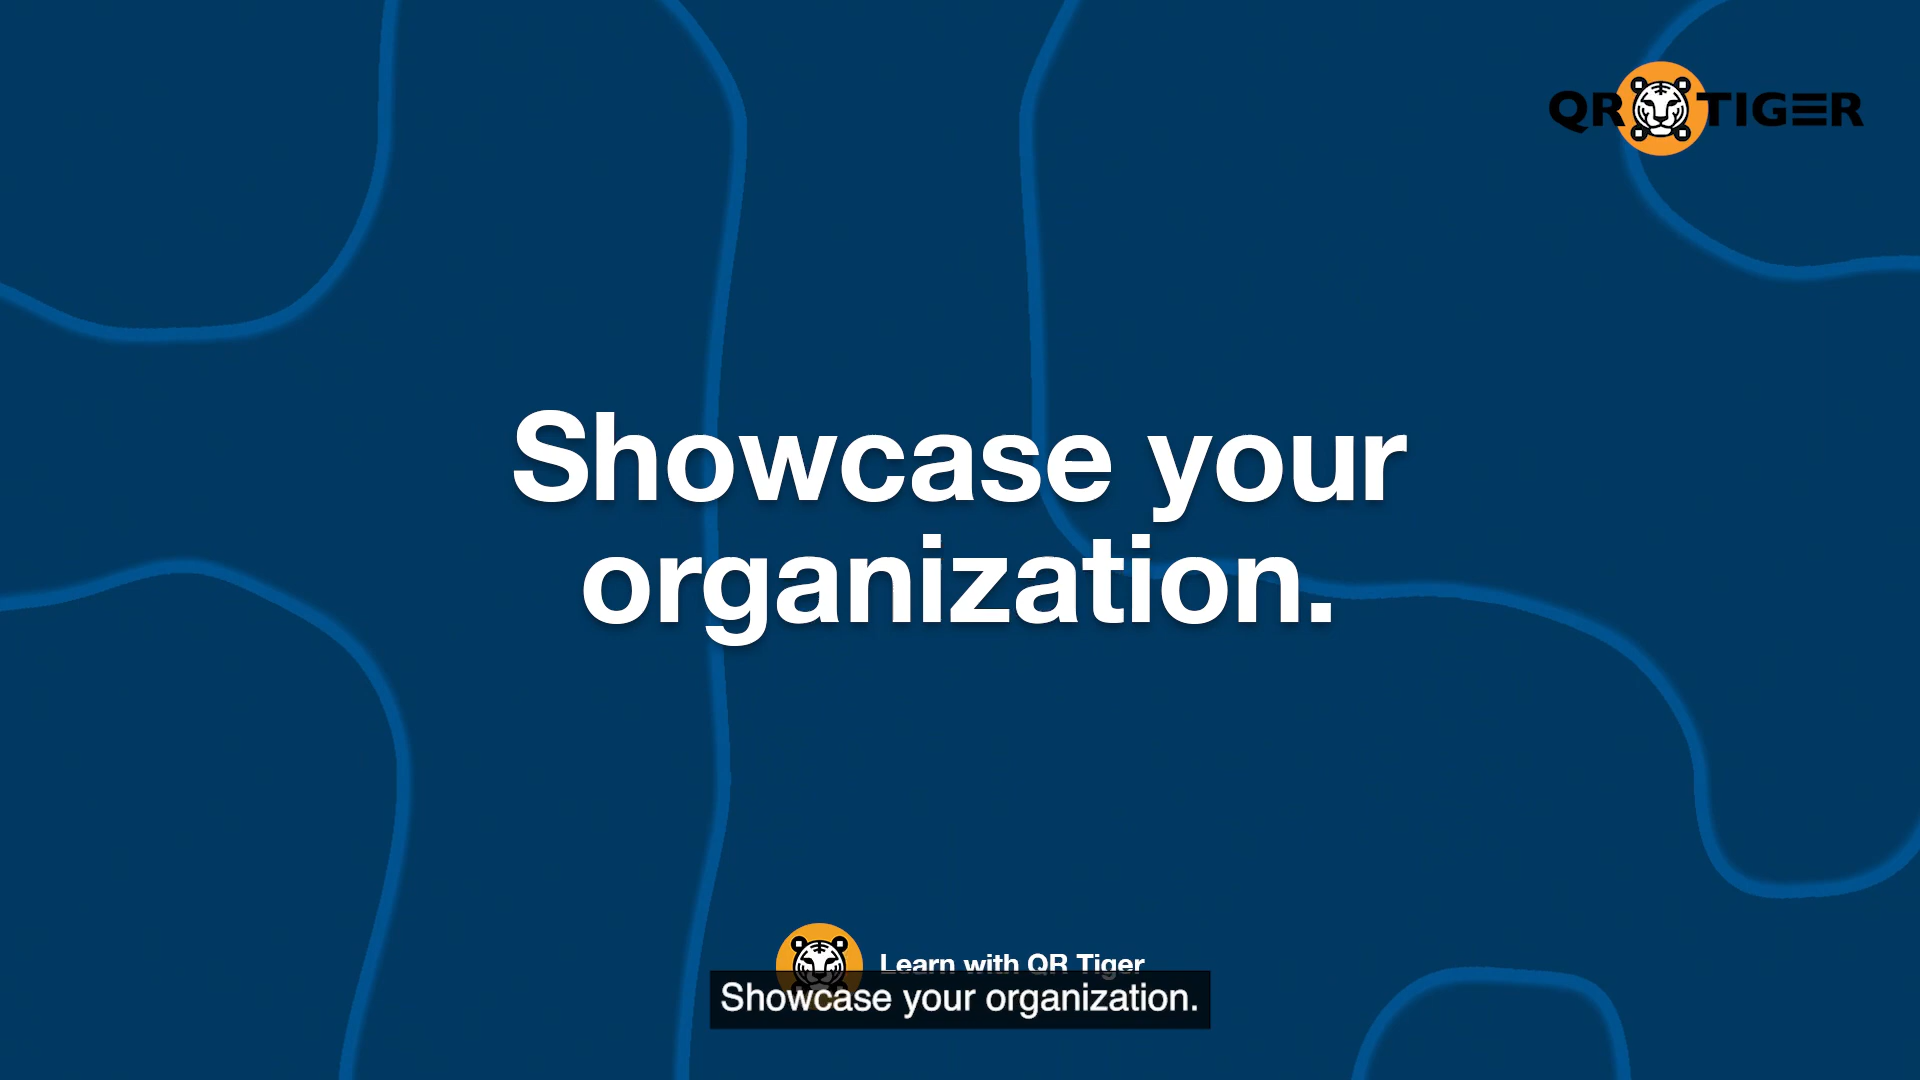 QR TIGER
Showcase your
organization.
Learn with QR Tiger
Showcase your organization.